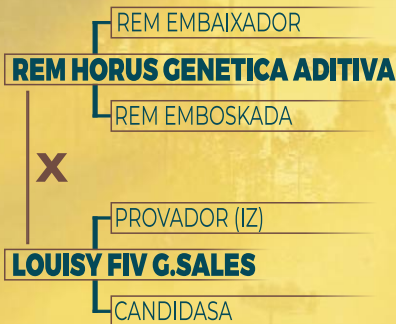 REM EMBAIXADOR
REM HORUS GENETICA ADITIVA
REM EMBOSKADA
X
PROVADOR (IZ)
LOUISY FIV G.SALES
CANDIDASA